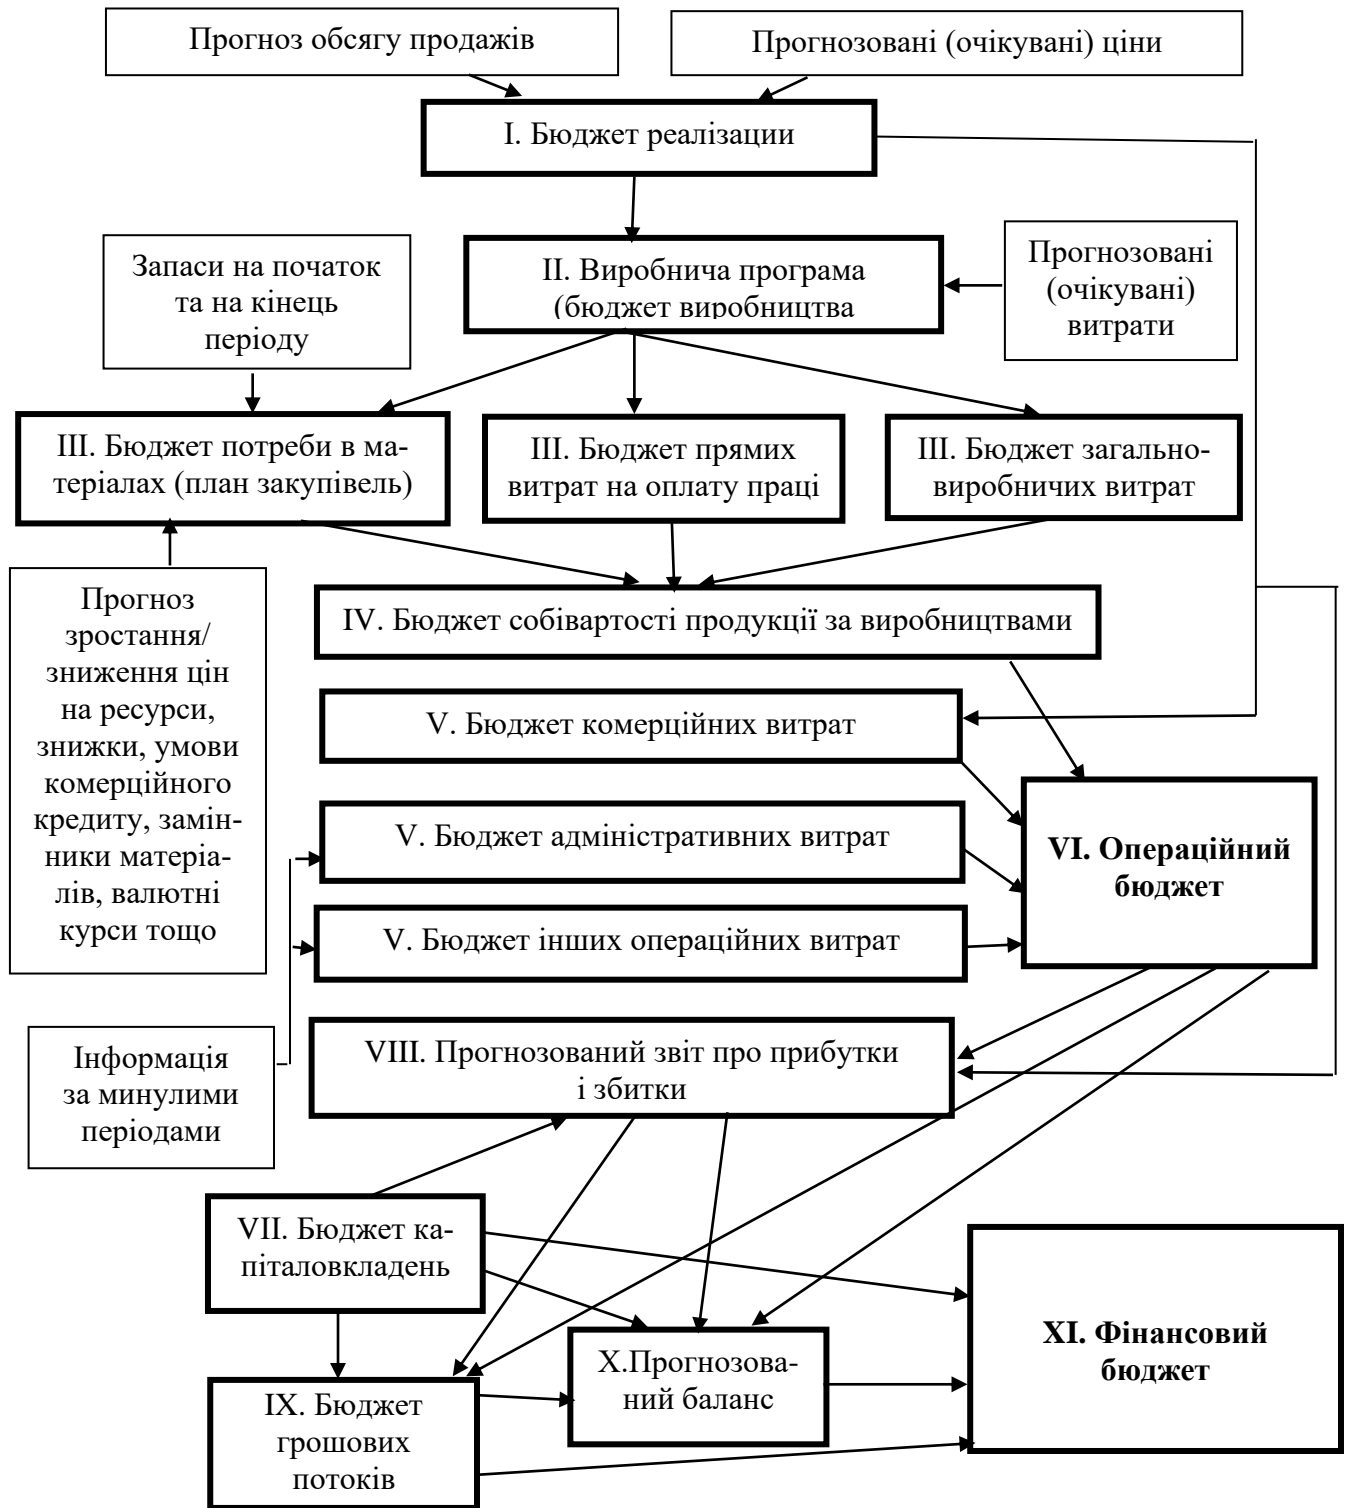 Прогноз обсягу продажів
Прогнозовані (очікувані) ціни
I. Бюджет реалізации
Запаси на початок
та на кінець
періоду
II. Виробнича програма
(бюджет виробництва
Прогнозовані
(очікувані)
витрати
III. Бюджет потреби в ма-
теріалах (план закупівель)
III. Бюджет прямих
витрат на оплату праці
III. Бюджет загально-
виробничих витрат
Прогноз
зростання/
зниження цін
на ресурси,
знижки, умови
комерційного
кредиту, замін-
ники матеріа-
лів, валютні
курси тощо
IV. Бюджет собівартості продукції за виробництвами
V. Бюджет комерційних витрат
V. Бюджет адміністративних витрат
V. Бюджет інших операційних витрат
VI. Операційний
бюджет
Інформація
за минулими
періодами
VIII. Прогнозований звіт про прибутки
і збитки
VII. Бюджет ка-
піталовкладень
IX. Бюджет
грошових
потоків
X.Прогнозова-
ний баланс
XI. Фінансовий
бюджет